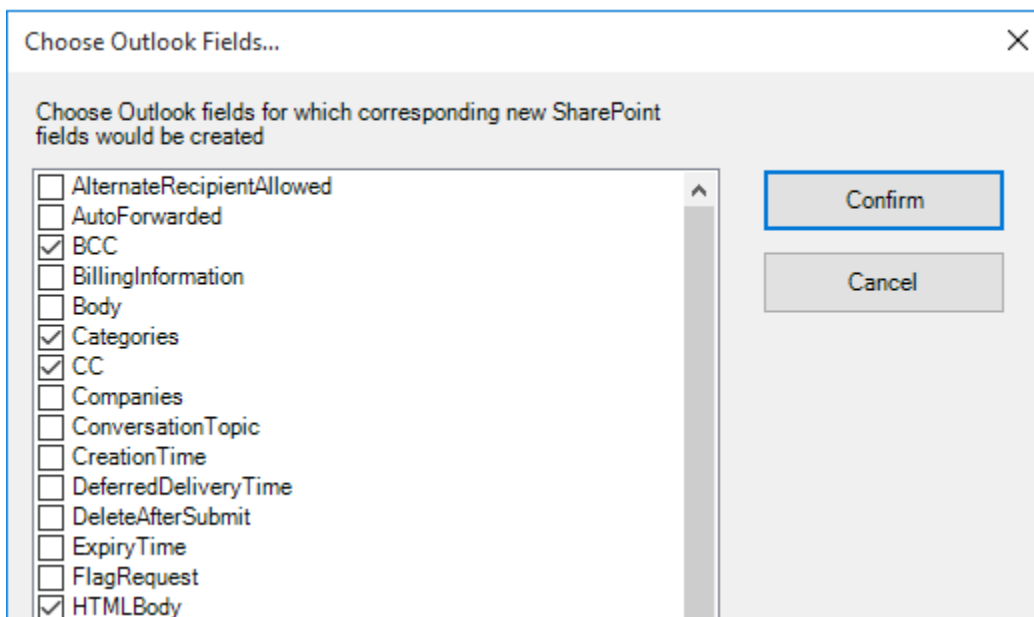 Choose Outlook Fields...
Choose Outlook fields for which corresponding new SharePoint
fields would be created
AlternateRecipientAllowed
AutoForwarded
BCC
BillingInformation
Body
Categories
CC
Companies
ConversationTopic
CreationTime
DeferredDeliveryTime
DeleteAfterSubmit
ExpiryTime
FlagRequest
HTMLBody
Confirm
Cancel